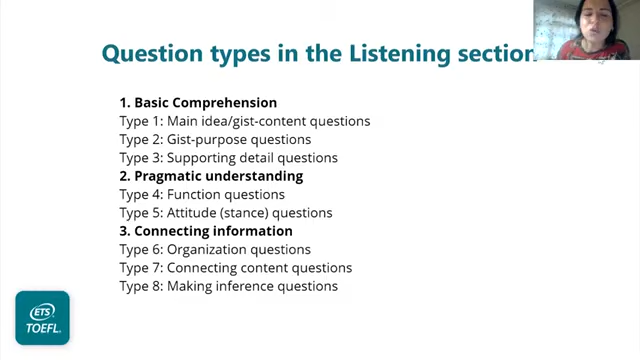 Question types in the Listening section
1. Basic Comprehension
Type 1: Main idea/gist-content questions
Type 2: Gist-purpose questions
Type 3: Supporting detail questions
2. Pragmatic understanding
Type 4: Function questions
Type 5: Attitude (stance) questions
3. Connecting information
Type 6: Organization questions
Type 7: Connecting content questions
Type 8: Making inference questions
ETS
TOEFL